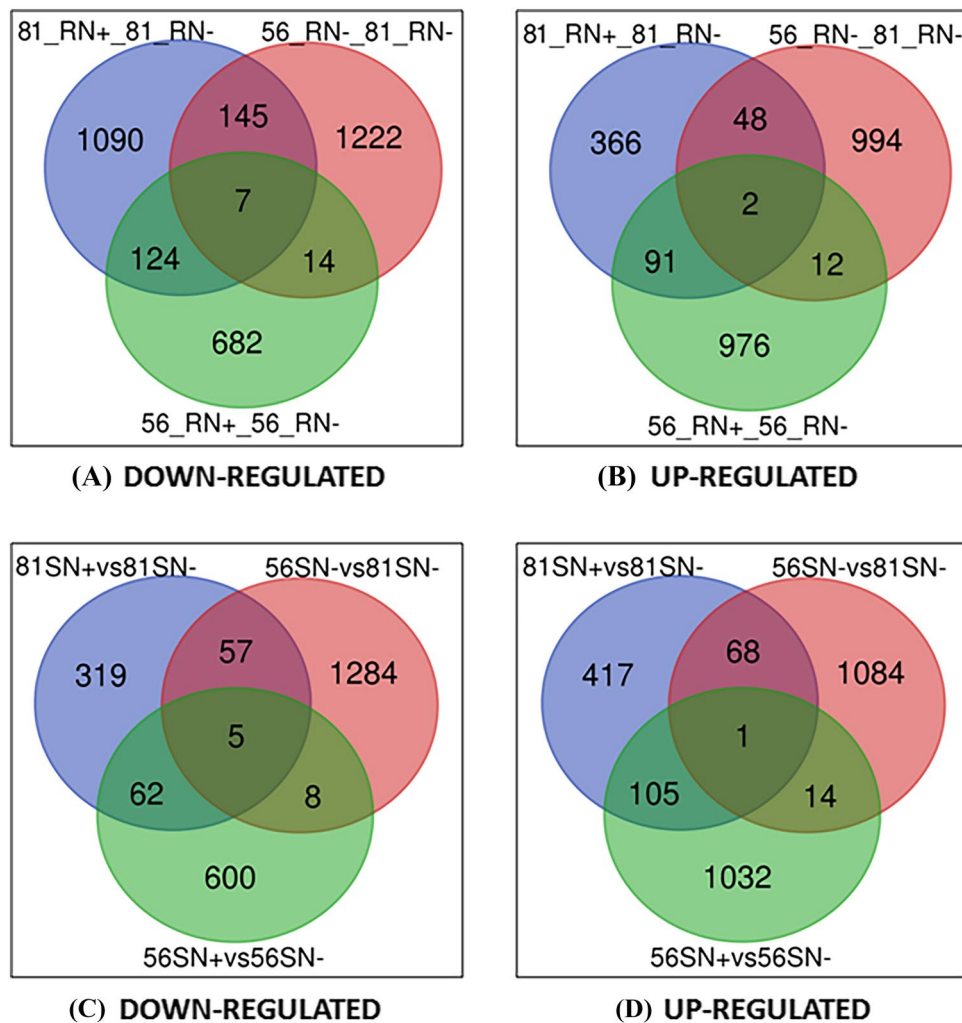 81_RN+_81_RN- 56_RN-_81_RN- 81_RN+_81_RN- 56_RN-_81_RN-
145 48
1090 1222 366 994
7 2
124 14 91 12
682 976
56_RN+_56_RN- 56_RN+_56_RN-
(A) DOWN-REGULATED (B) UP-REGULATED
81SN+vs81SN- 56SN-vs81SN- 81SN+vs81SN- 56SN-vs81SN-
57 68
319 1284 417 1084
5 1
62 8 105 14
600 1032
56SN+vs56SN- 56SN+vs56SN-
(C) DOWN-REGULATED (D) UP-REGULATED